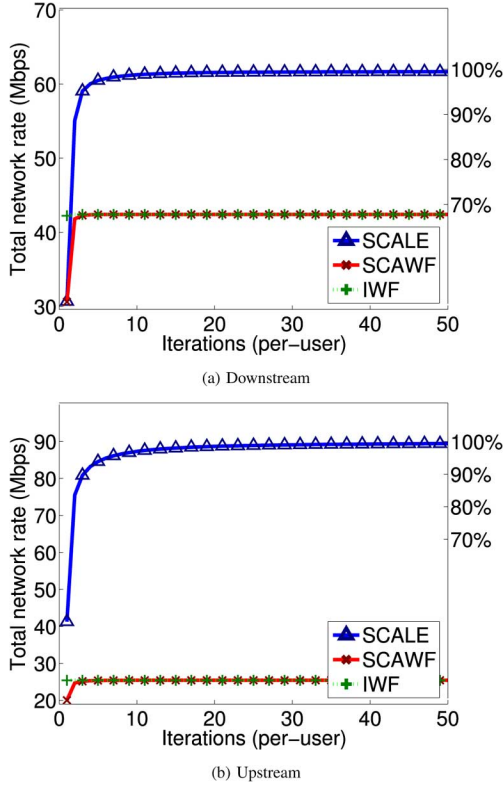 Total network rate (Mbps)
70
60
50
40
30
100%
90%
80%
70%
SCALE
SCAWF
IWF
0 10 20 30 40 50
Iterations (per-user)
(a) Downstream
Total network rate (Mbps)
90
80
70
60
50
40
30
20
100%
90%
80%
70%
SCALE
SCAWF
IWF
0 10 20 30 40 50
Iterations (per-user)
(b) Upstream